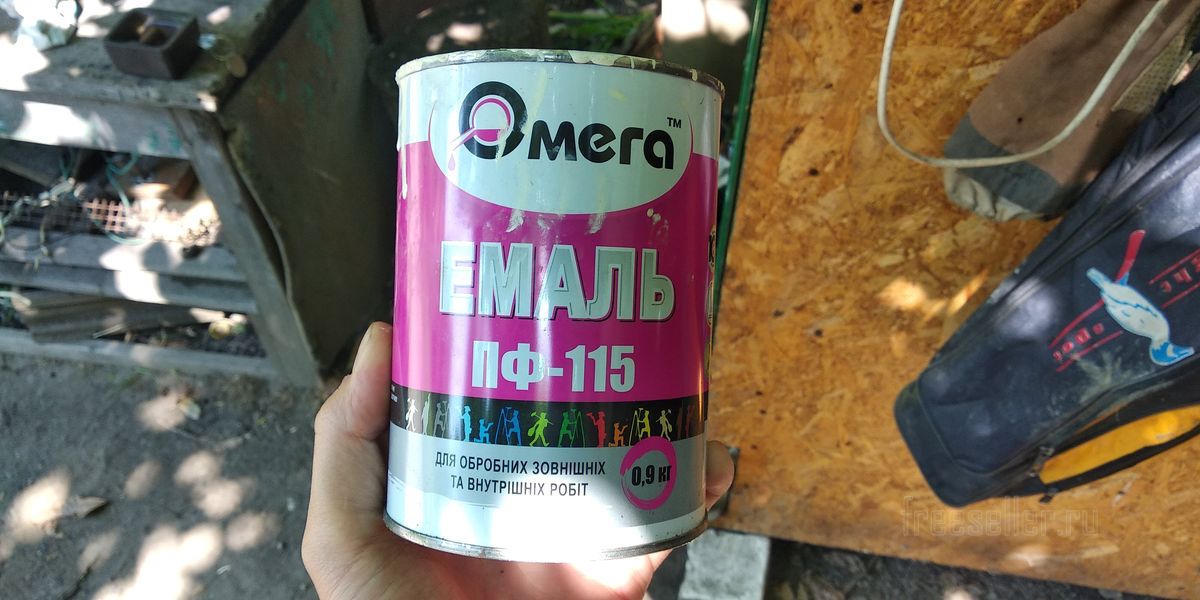 Омега™
ЕМАЛЬ
ПФ-115
ДЛЯ ОБРОБНИХ ЗОВНІШНІХ
ТА ВНУТРІШНІХ РОБІТ
0,9 кг
freeseller.ru